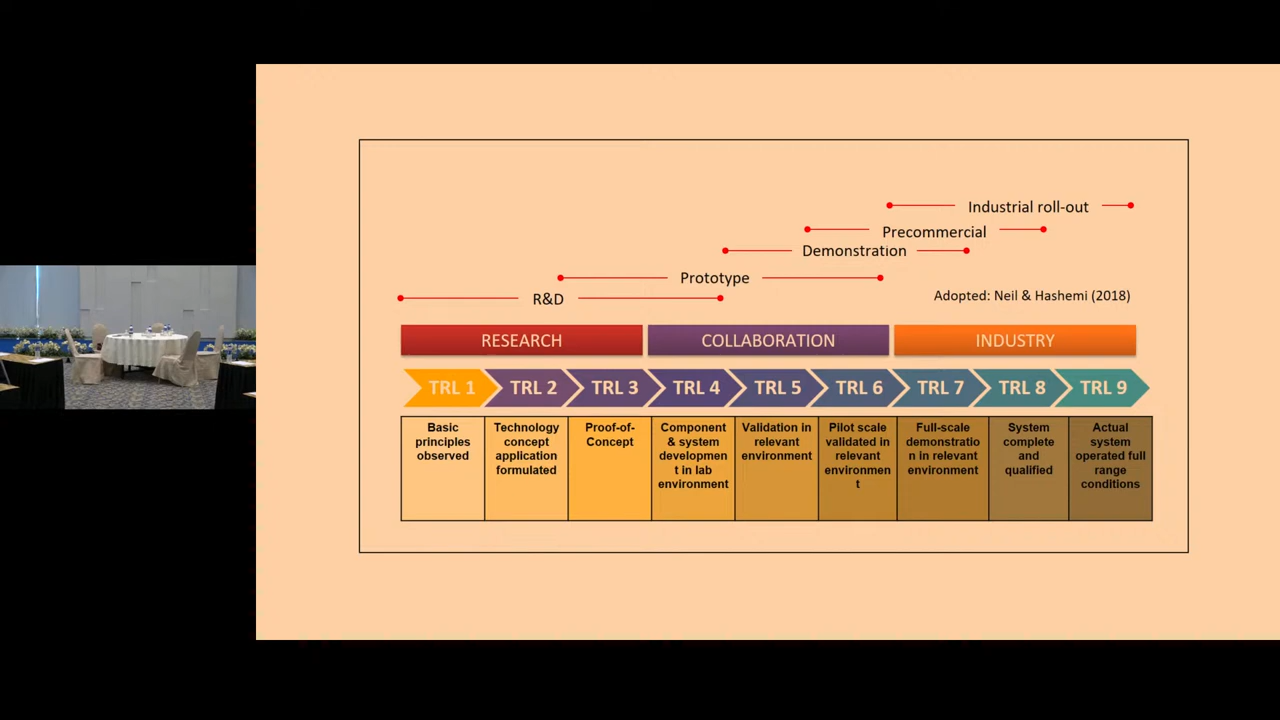 Industrial roll-out
Precommercial
Demonstration
Prototype
R&D
Adopted: Neil & Hashemi (2018)
RESEARCH
COLLABORATION
INDUSTRY
TRL 1
TRL 2
TRL 3
TRL 4
TRL 5
TRL 6
TRL 7
TRL 8
TRL 9
Basic
principles
observed
Technology
concept
application
formulated
Proof-of-
Concept
Component
& system
developmen
t in lab
environment
Validation in
relevant
environment
Pilot scale
validated in
relevant
environmen
t
Full-scale
demonstratio
n in relevant
environment
System
complete
and
qualified
Actual
system
operated full
range
conditions